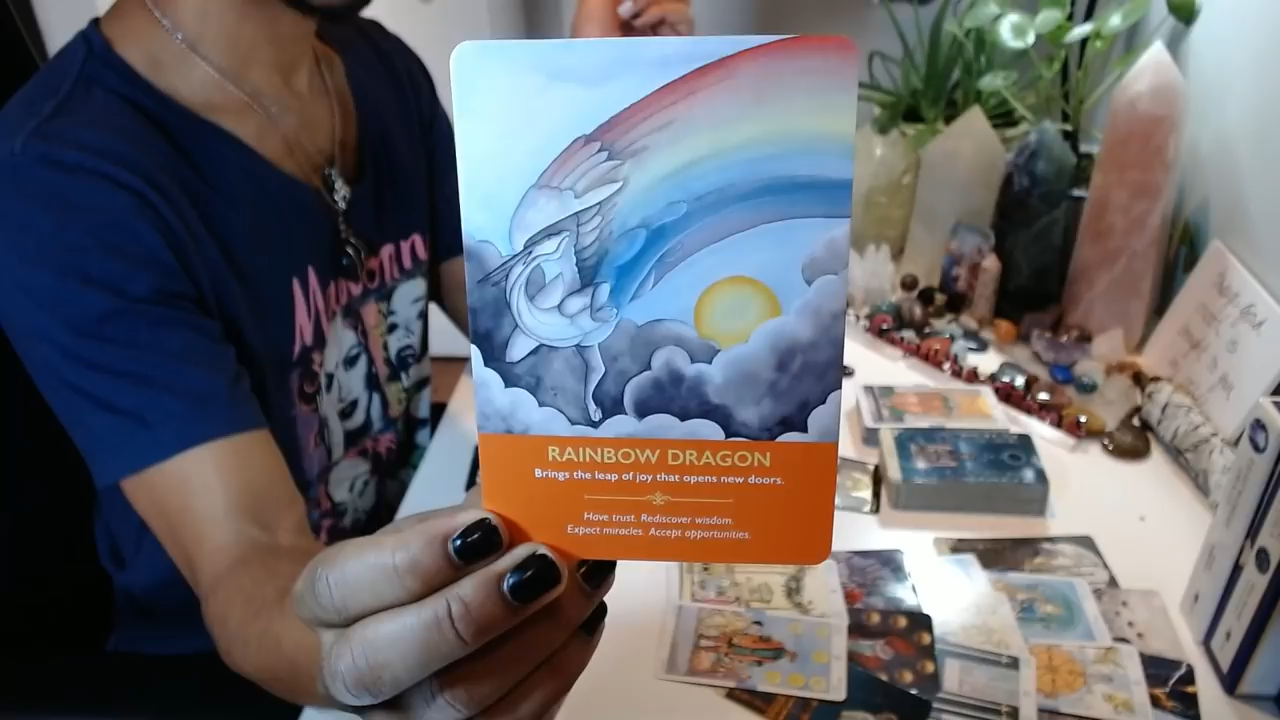 Madonn
RAINBOW DRAGON
Brings the leap of joy that opens new doors.
Have trust. Rediscover wisdom.
Expect miracles. Accept opportunities.